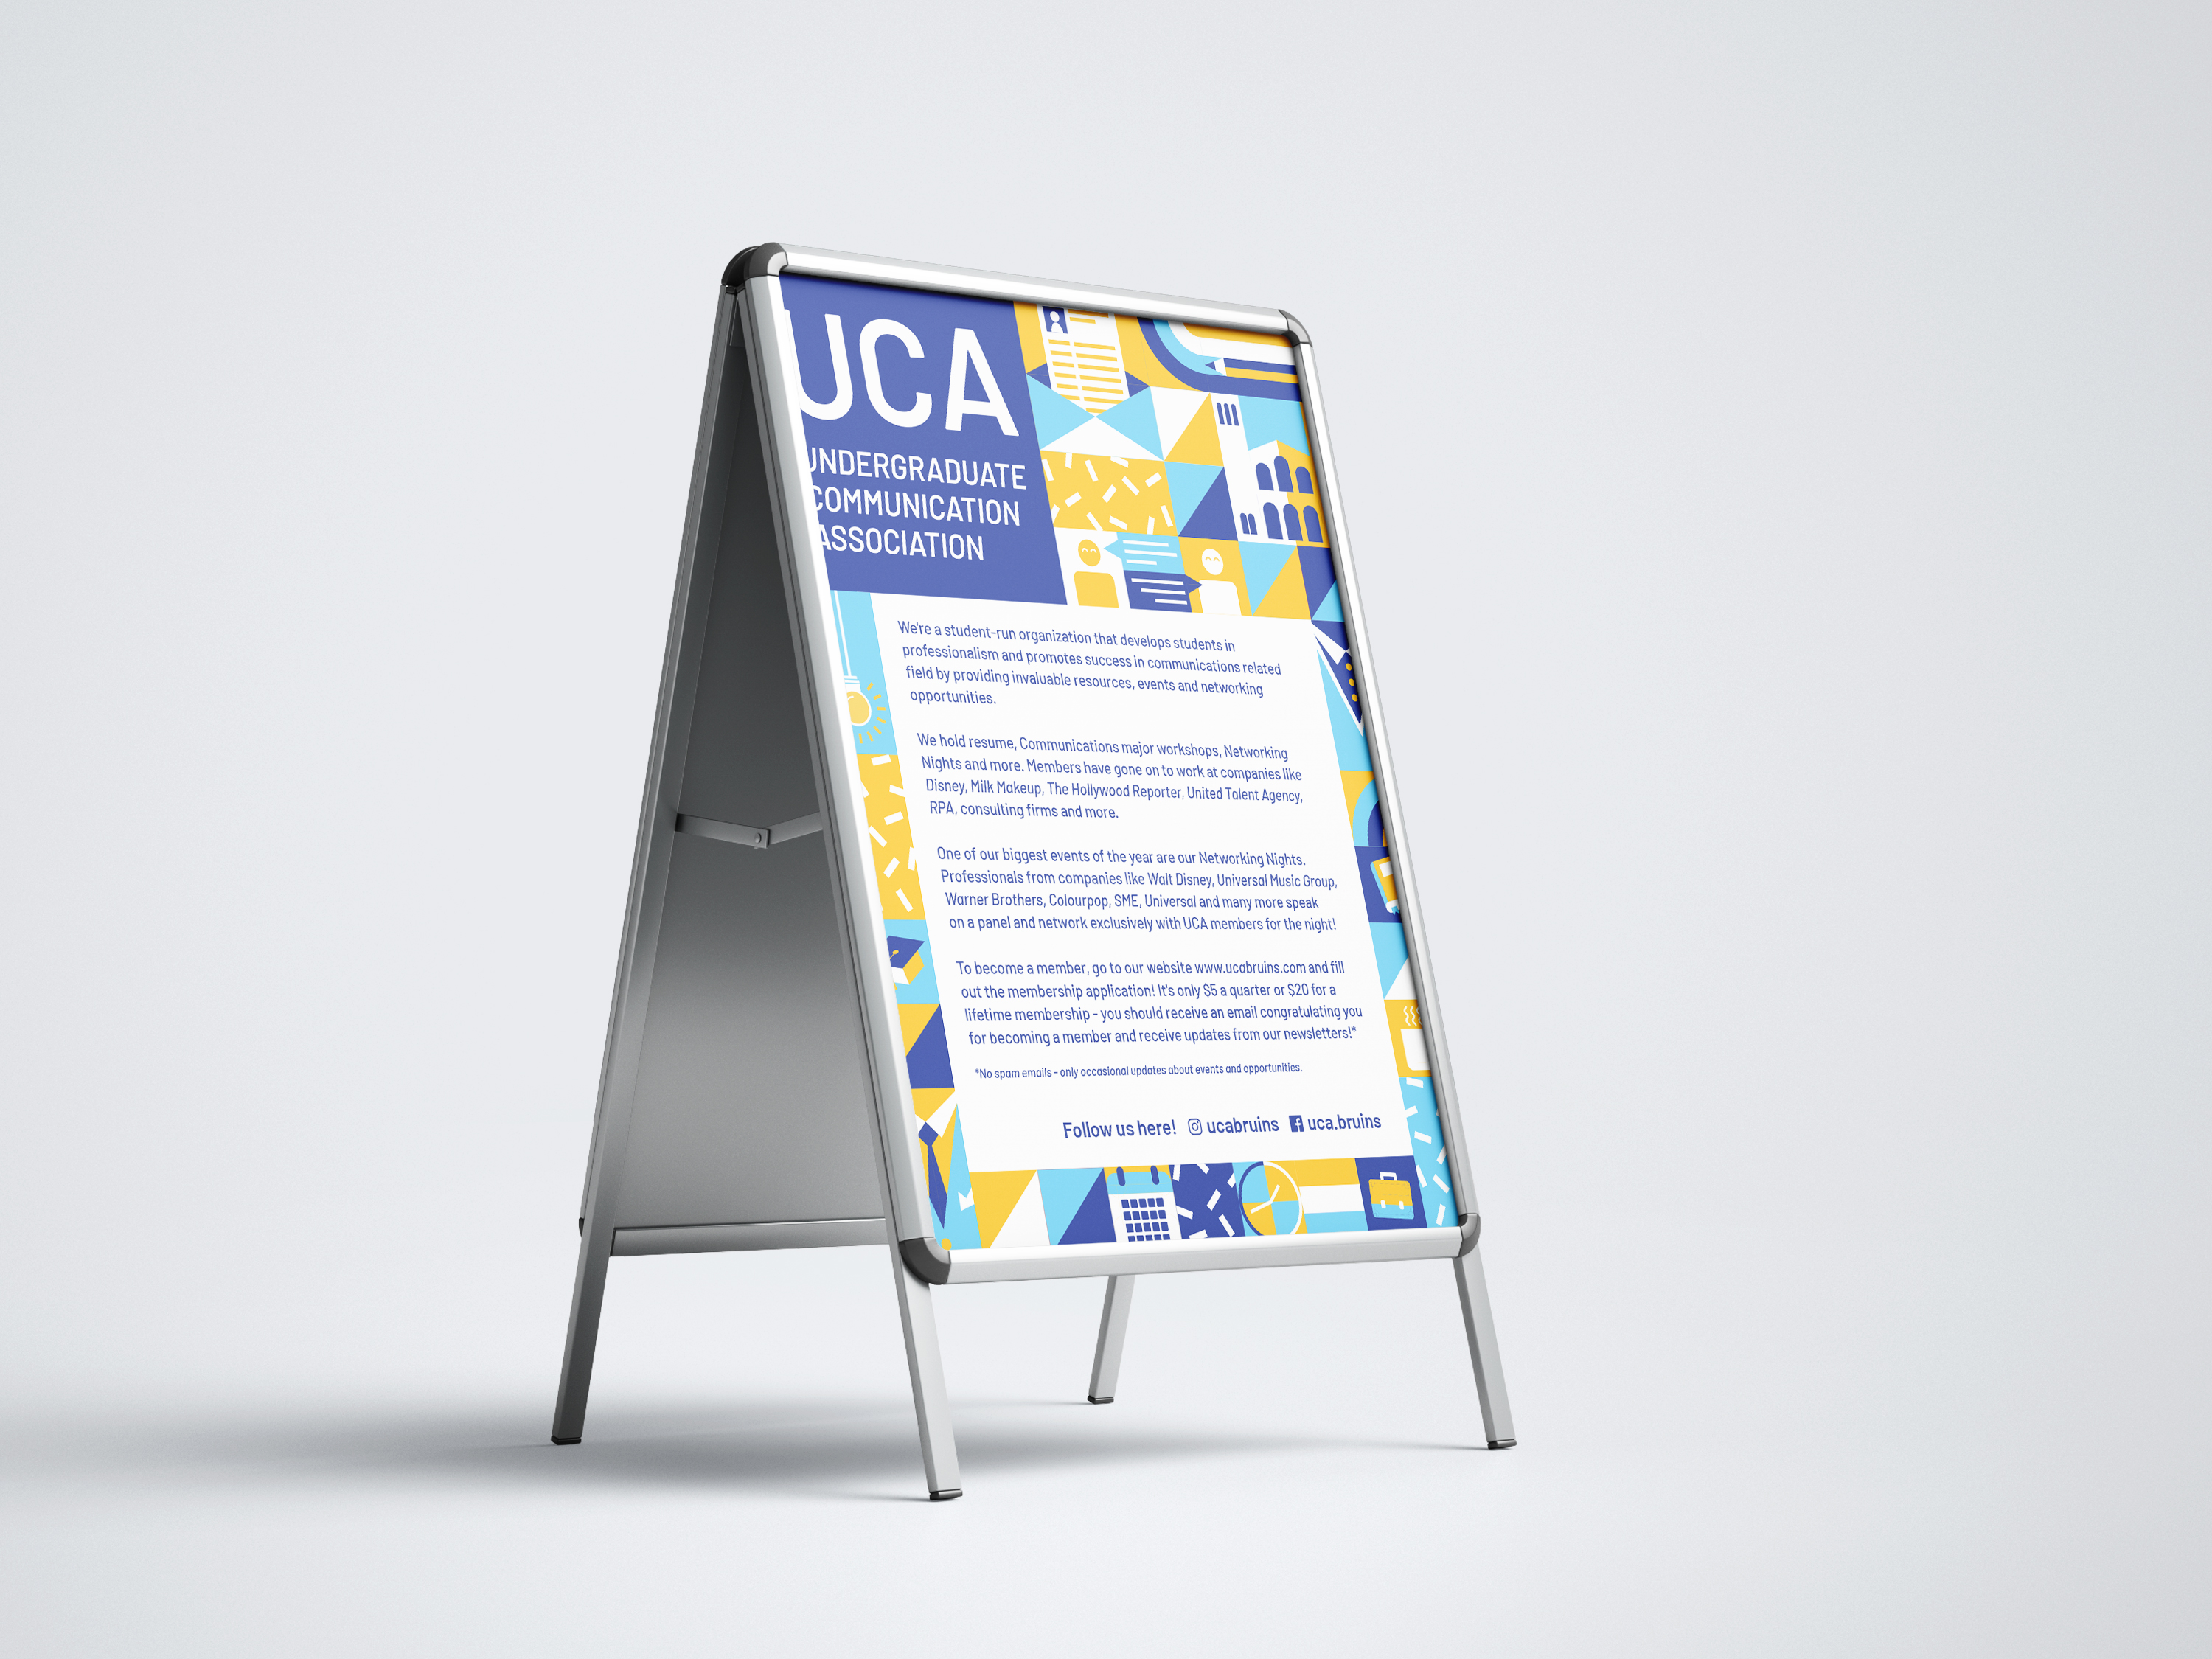 UCA
UNDERGRADUATE
COMMUNICATION
ASSOCIATION
We're a student-run organization that develops students in
professionalism and promotes success in communications related
field by providing invaluable resources, events and networking
opportunities.
We hold resume, Communications major workshops, Networking
Nights and more. Members have gone on to work at companies like
Disney, Milk Makeup, The Hollywood Reporter, United Talent Agency,
RPA, consulting firms and more.
One of our biggest events of the year are our Networking Nights.
Professionals from companies like Walt Disney, Universal Music Group,
Warner Brothers, Colourpop, SME, Universal and many more speak
on a panel and network exclusively with UCA members for the night!
To become a member, go to our website www.ucabruins.com and fill
out the membership application! It's only $5 a quarter or $20 for a
lifetime membership - you should receive an email congratulating you
for becoming a member and receive updates from our newsletters!*
*No spam emails - only occasional updates about events and opportunities.
Follow us here! ucabruins uca.bruins